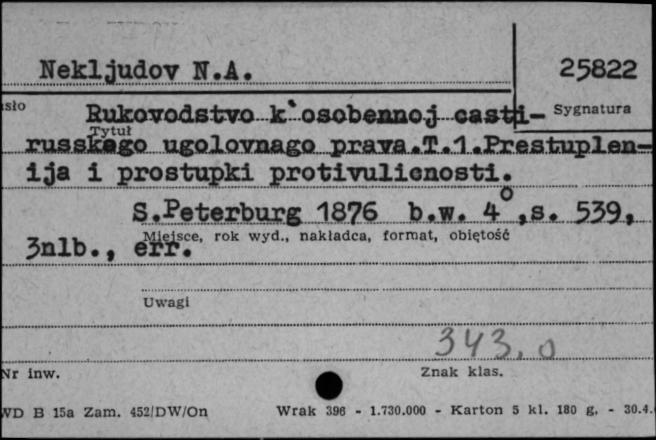 Nekljudov N.A.
25822
Sygnatura
Rukovodstvo k`osobennoj casti-
Tytuł
russkago ugolovnago prava.T.1.Prestuplen-
ija i prostupki protivulicnosti.
S.Peterburg 1876 b.w. 4o,s. 539,
Miejsce, rok wyd., nakładca, format, objętość
3nlb., err.
Uwagi
343,0
Nr inw.
Znak klas.
WD B 15a Zam. 452/DW/On
Wrak 396 - 1.730.000 - Karton 5 kl. 180 g. - 30.4.